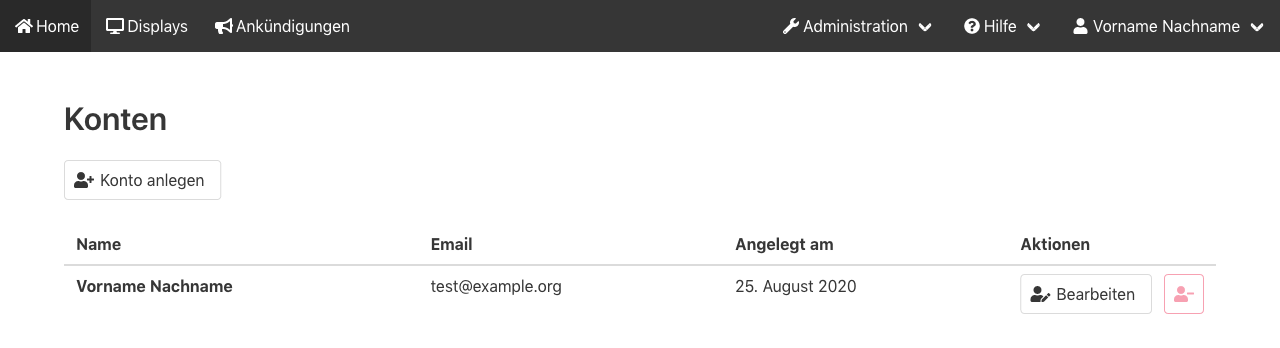 Home Displays Ankündigungen Administration Hilfe Vorname Nachname
Konten
Konto anlegen
Name Email Angelegt am Aktionen
Vorname Nachname test@example.org 25. August 2020 Bearbeiten